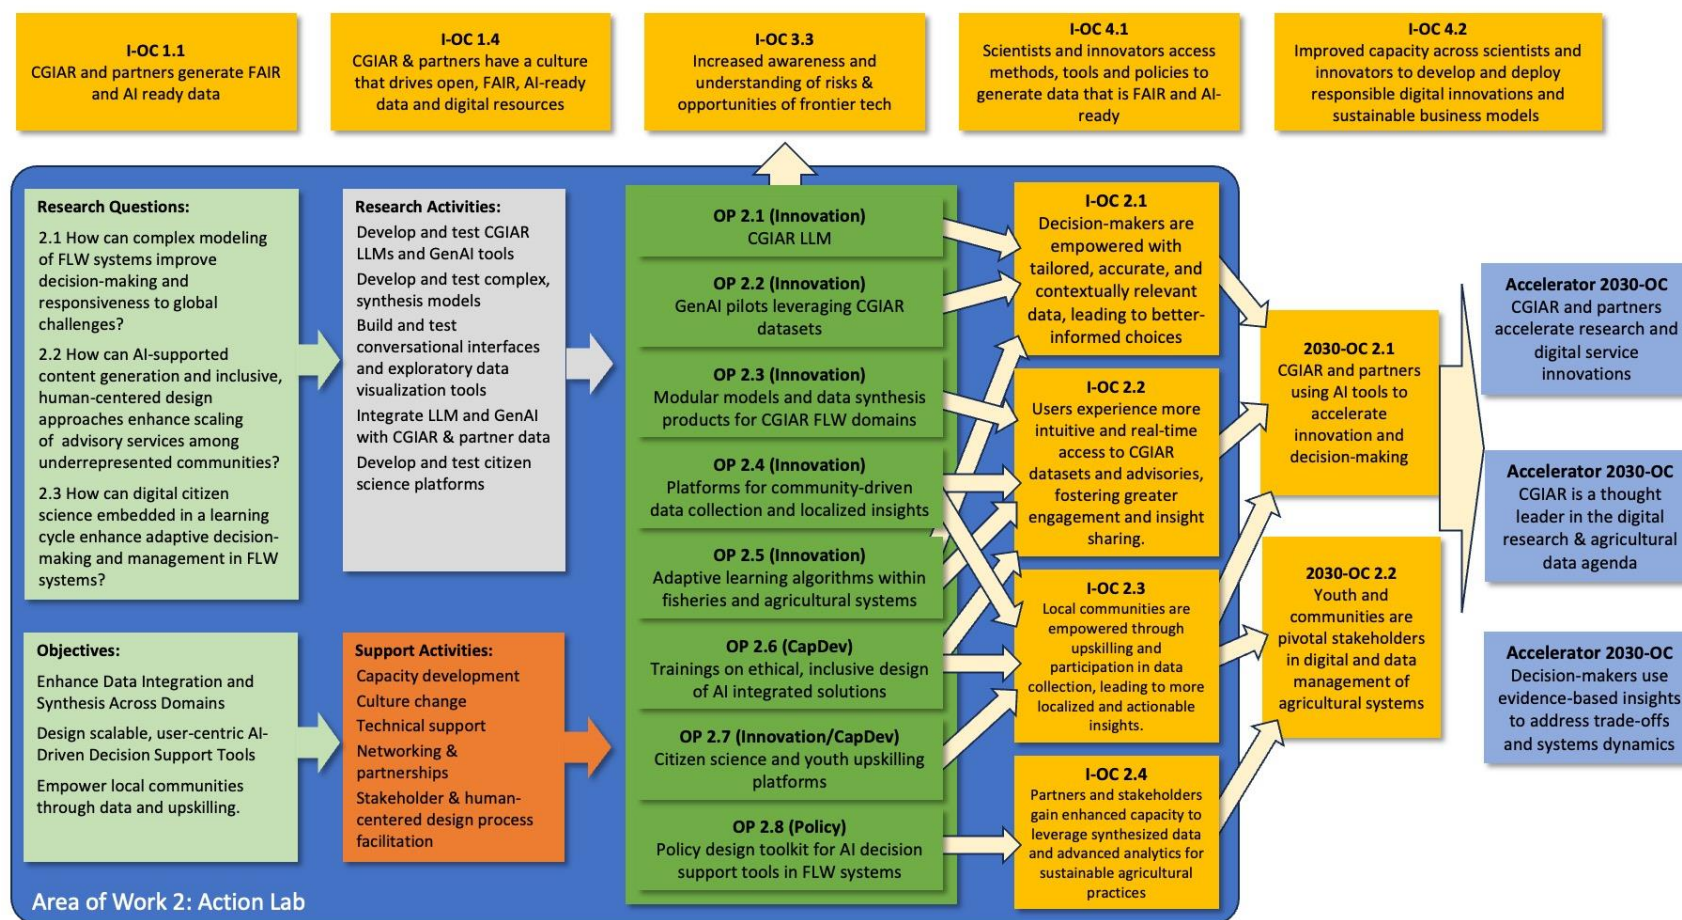 I-OC 1.1
CGIAR and partners generate FAIR
and AI ready data
I-OC 1.4
CGIAR & partners have a culture
that drives open, FAIR, AI-ready
data and digital resources
I-OC 3.3
Increased awareness and
understanding of risks &
opportunities of frontier tech
I-OC 4.1
Scientists and innovators access
methods, tools and policies to
generate data that is FAIR and AI-
ready
I-OC 4.2
Improved capacity across scientists and
innovators to develop and deploy
responsible digital innovations and
sustainable business models
Research Questions:
2.1 How can complex modeling
of FLW systems improve
decision-making and
responsiveness to global
challenges?
2.2 How can AI-supported
content generation and inclusive,
human-centered design
approaches enhance scaling
of advisory services among
underrepresented communities?
2.3 How can digital citizen
science embedded in a learning
cycle enhance adaptive decision-
making and management in FLW
systems?
Objectives:
Enhance Data Integration and
Synthesis Across Domains
Design scalable, user-centric AI-
Driven Decision Support Tools
Empower local communities
through data and upskilling.
Research Activities:
Develop and test CGIAR
LLMs and GenAI tools
Develop and test complex,
synthesis models
Build and test
conversational interfaces
and exploratory data
visualization tools
Integrate LLM and GenAI
with CGIAR & partner data
Develop and test citizen
science platforms
Support Activities:
Capacity development
Culture change
Technical support
Networking &
partnerships
Stakeholder & human-
centered design process
facilitation
OP 2.1 (Innovation)
CGIAR LLM
OP 2.2 (Innovation)
GenAI pilots leveraging CGIAR
datasets
OP 2.3 (Innovation)
Modular models and data synthesis
products for CGIAR FLW domains
OP 2.4 (Innovation)
Platforms for community-driven
data collection and localized insights
OP 2.5 (Innovation)
Adaptive learning algorithms within
fisheries and agricultural systems
OP 2.6 (CapDev)
Trainings on ethical, inclusive design
of AI integrated solutions
OP 2.7 (Innovation/CapDev)
Citizen science and youth upskilling
platforms
OP 2.8 (Policy)
Policy design toolkit for AI decision
support tools in FLW systems
I-OC 2.1
Decision-makers are
empowered with
tailored, accurate, and
contextually relevant
data, leading to better-
informed choices
I-OC 2.2
Users experience more
intuitive and real-time
access to CGIAR
datasets and advisories,
fostering greater
engagement and insight
sharing.
I-OC 2.3
Local communities are
empowered through
upskilling and
participation in data
collection, leading to more
localized and actionable
insights.
I-OC 2.4
Partners and stakeholders
gain enhanced capacity to
leverage synthesized data
and advanced analytics for
sustainable agricultural
practices
2030-OC 2.1
CGIAR and partners
using AI tools to
accelerate
innovation and
decision-making
2030-OC 2.2
Youth and
communities are
pivotal stakeholders
in digital and data
management of
agricultural systems
Accelerator 2030-OC
CGIAR and partners
accelerate research and
digital service
innovations
Accelerator 2030-OC
CGIAR is a thought
leader in the digital
research & agricultural
data agenda
Accelerator 2030-OC
Decision-makers use
evidence-based insights
to address trade-offs
and systems dynamics
Area of Work 2: Action Lab